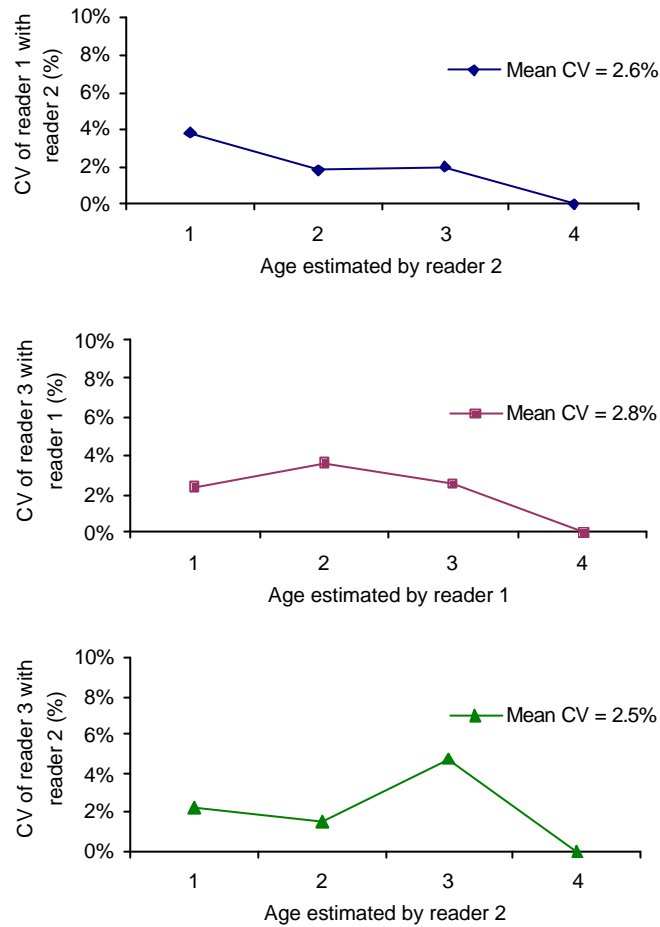 CV of reader 1 with
reader 2 (%)
10%
8%
6%
4%
2%
0%
Mean CV = 2.6%
1 2 3 4
Age estimated by reader 2
CV of reader 3 with
reader 1 (%)
10%
8%
6%
4%
2%
0%
Mean CV = 2.8%
1 2 3 4
Age estimated by reader 1
CV of reader 3 with
reader 2 (%)
10%
8%
6%
4%
2%
0%
Mean CV = 2.5%
1 2 3 4
Age estimated by reader 2